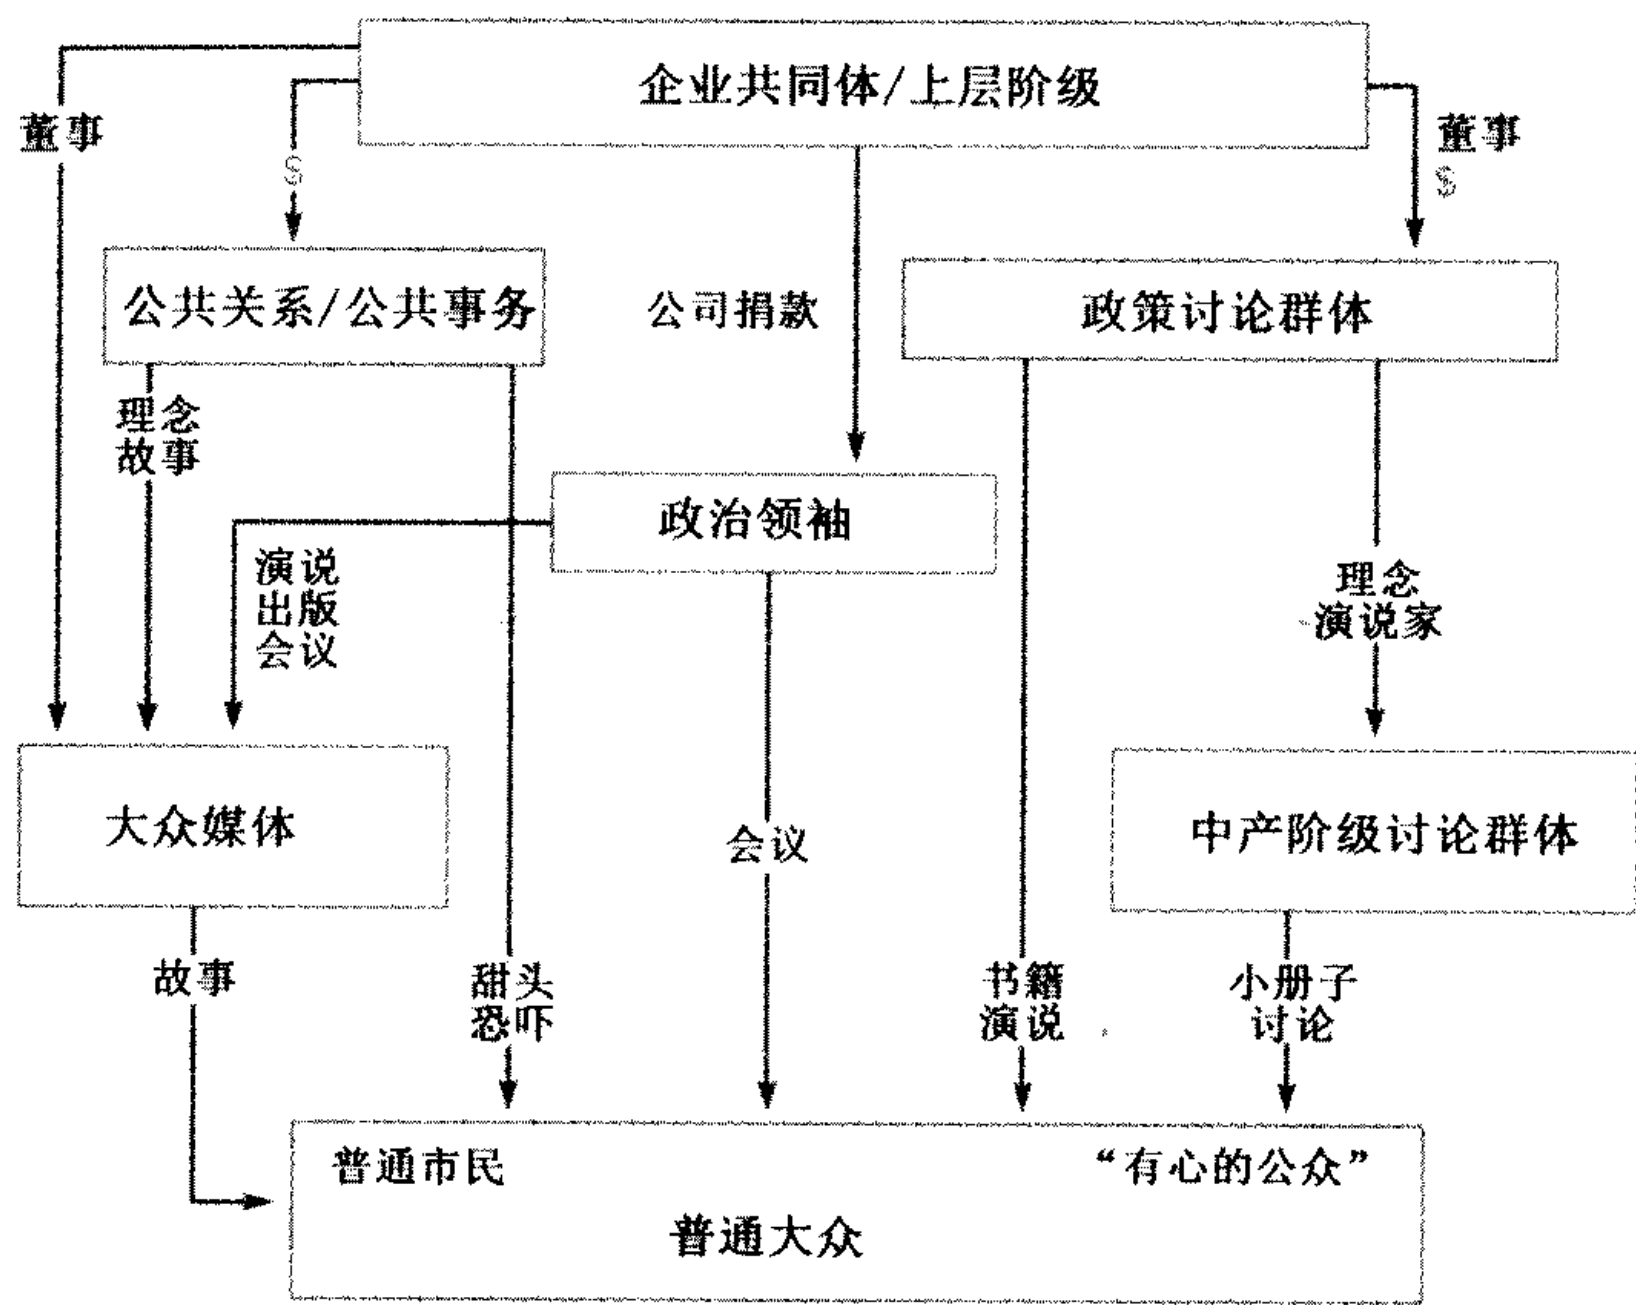 企业共同体/上层阶级
董事
$
董事
$
公共关系/公共事务
公司捐款
政策讨论群体
理念
故事
政治领袖
演说
出版
会议
理念
演说家
大众媒体
会议
中产阶级讨论群体
故事
甜头
恐吓
书籍
演说
小册子
讨论
普通市民
“有心的公众”
普通大众